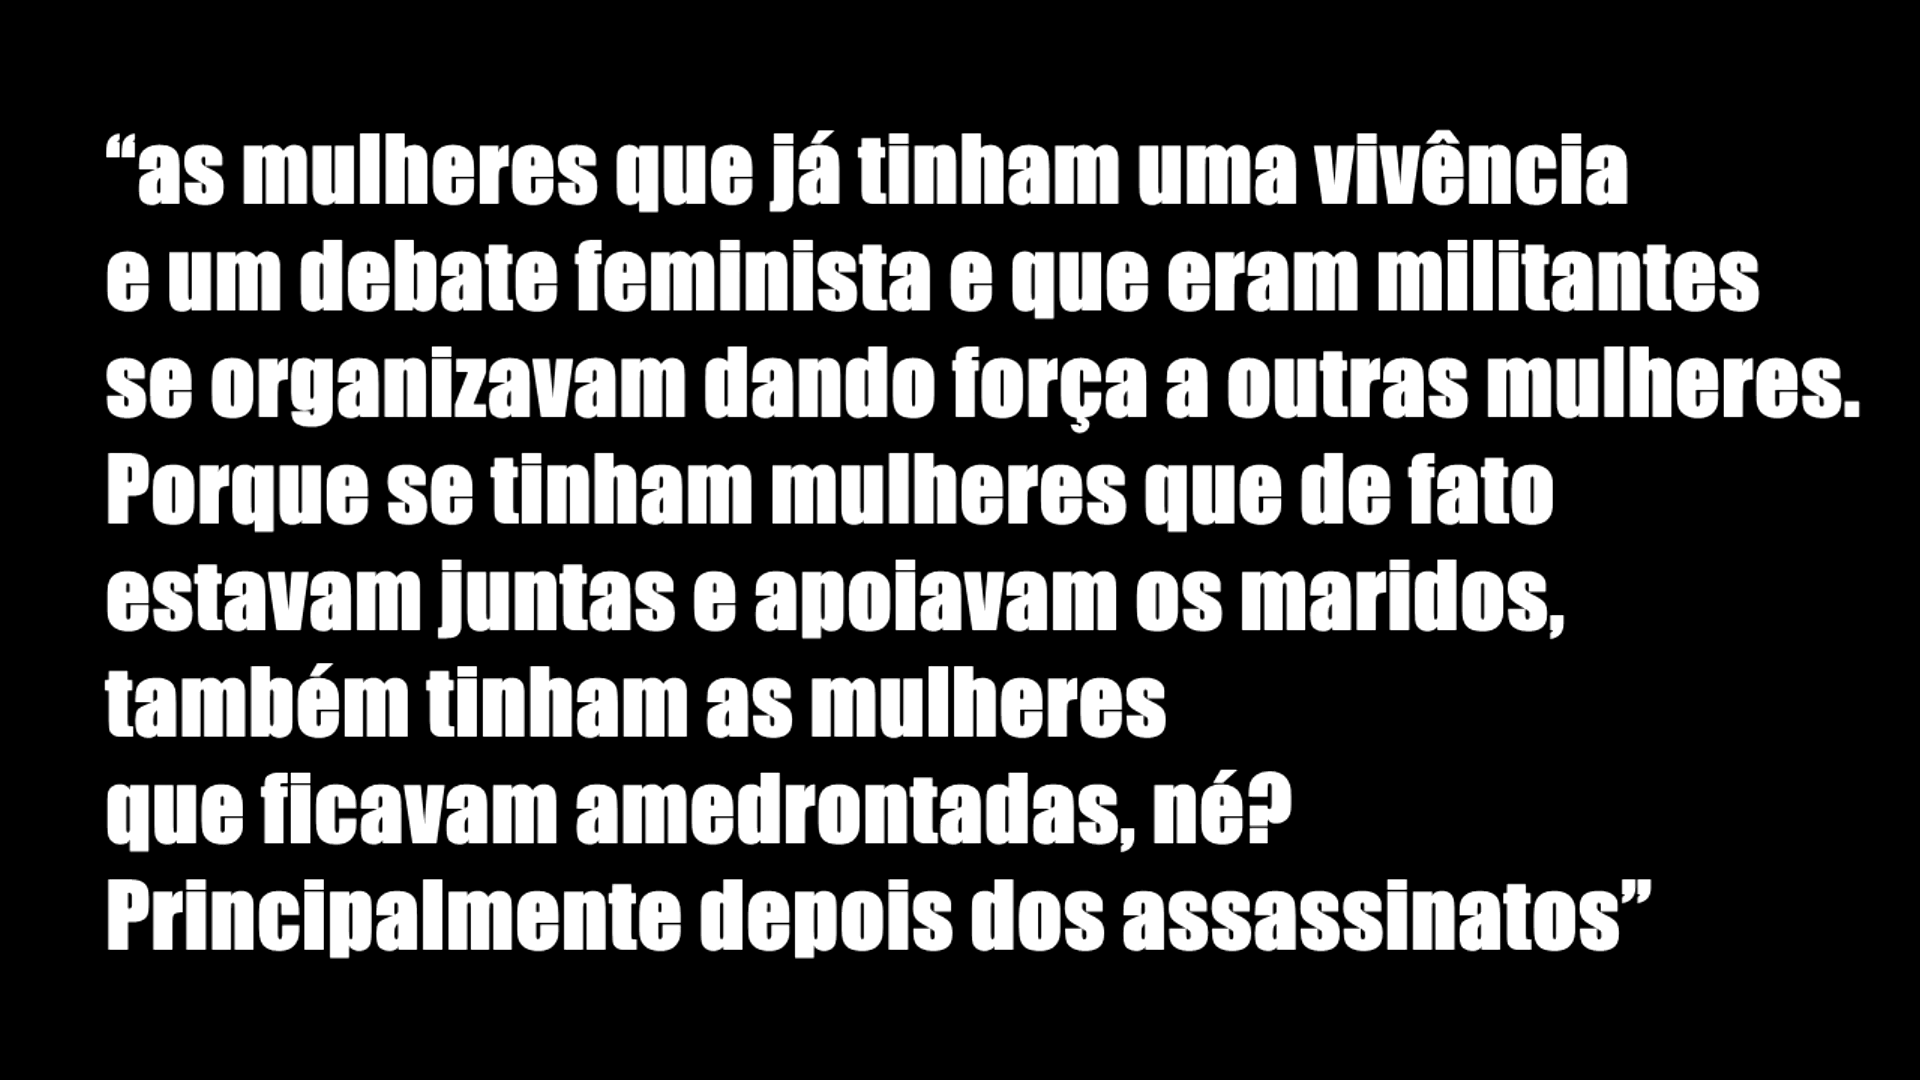 “as mulheres que já tinham uma vivência
e um debate feminista e que eram militantes
se organizavam dando força a outras mulheres.
Porque se tinham mulheres que de fato
estavam juntas e apoiavam os maridos,
também tinham as mulheres
que ficavam amedrontadas, né?
Principalmente depois dos assassinatos”